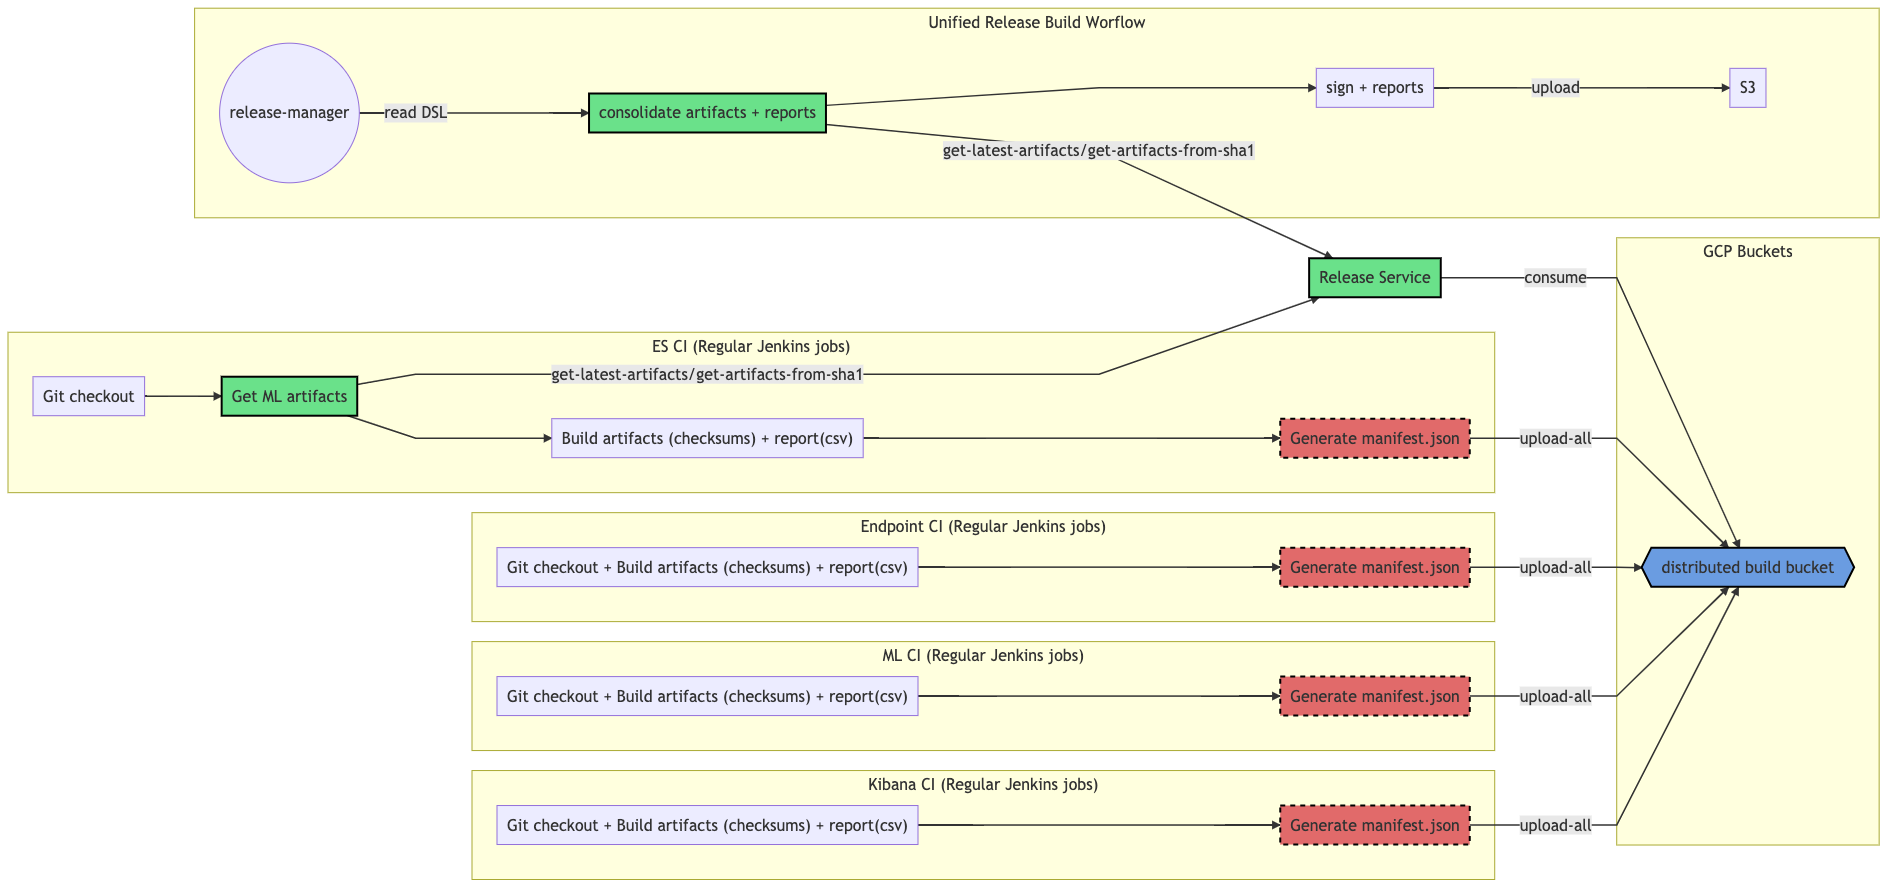 Unified Release Build Worflow
release-manager
read DSL
consolidate artifacts + reports
sign + reports
upload
S3
get-latest-artifacts/get-artifacts-from-sha1
GCP Buckets
Release Service
consume
ES CI (Regular Jenkins jobs)
Git checkout
Get ML artifacts
get-latest-artifacts/get-artifacts-from-sha1
Build artifacts (checksums) + report(csv)
Generate manifest.json
upload-all
Endpoint CI (Regular Jenkins jobs)
Git checkout + Build artifacts (checksums) + report(csv)
Generate manifest.json
upload-all
distributed build bucket
ML CI (Regular Jenkins jobs)
Git checkout + Build artifacts (checksums) + report(csv)
Generate manifest.json
upload-all
Kibana CI (Regular Jenkins jobs)
Git checkout + Build artifacts (checksums) + report(csv)
Generate manifest.json
upload-all